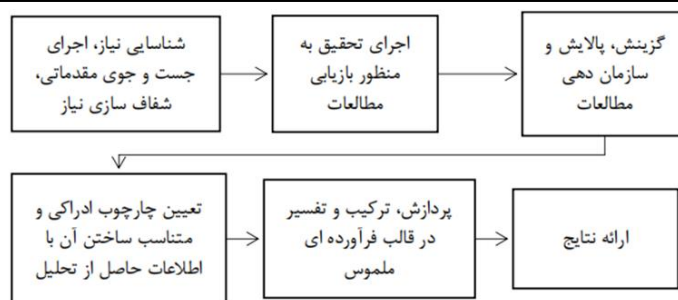 شناسایی نیاز، اجرای
جست و جوی مقدماتی،
شفاف سازی نیاز
اجرای تحقیق به
منظور بازیابی
مطالعات
گزینش، پالایش و
سازمان دهی
مطالعات
تعیین چارچوب ادراکی و
متناسب ساختن آن با
اطلاعات حاصل از تحلیل
پردازش، ترکیب و تفسیر
در قالب فرآورده ای
ملموس
ارائه نتایج